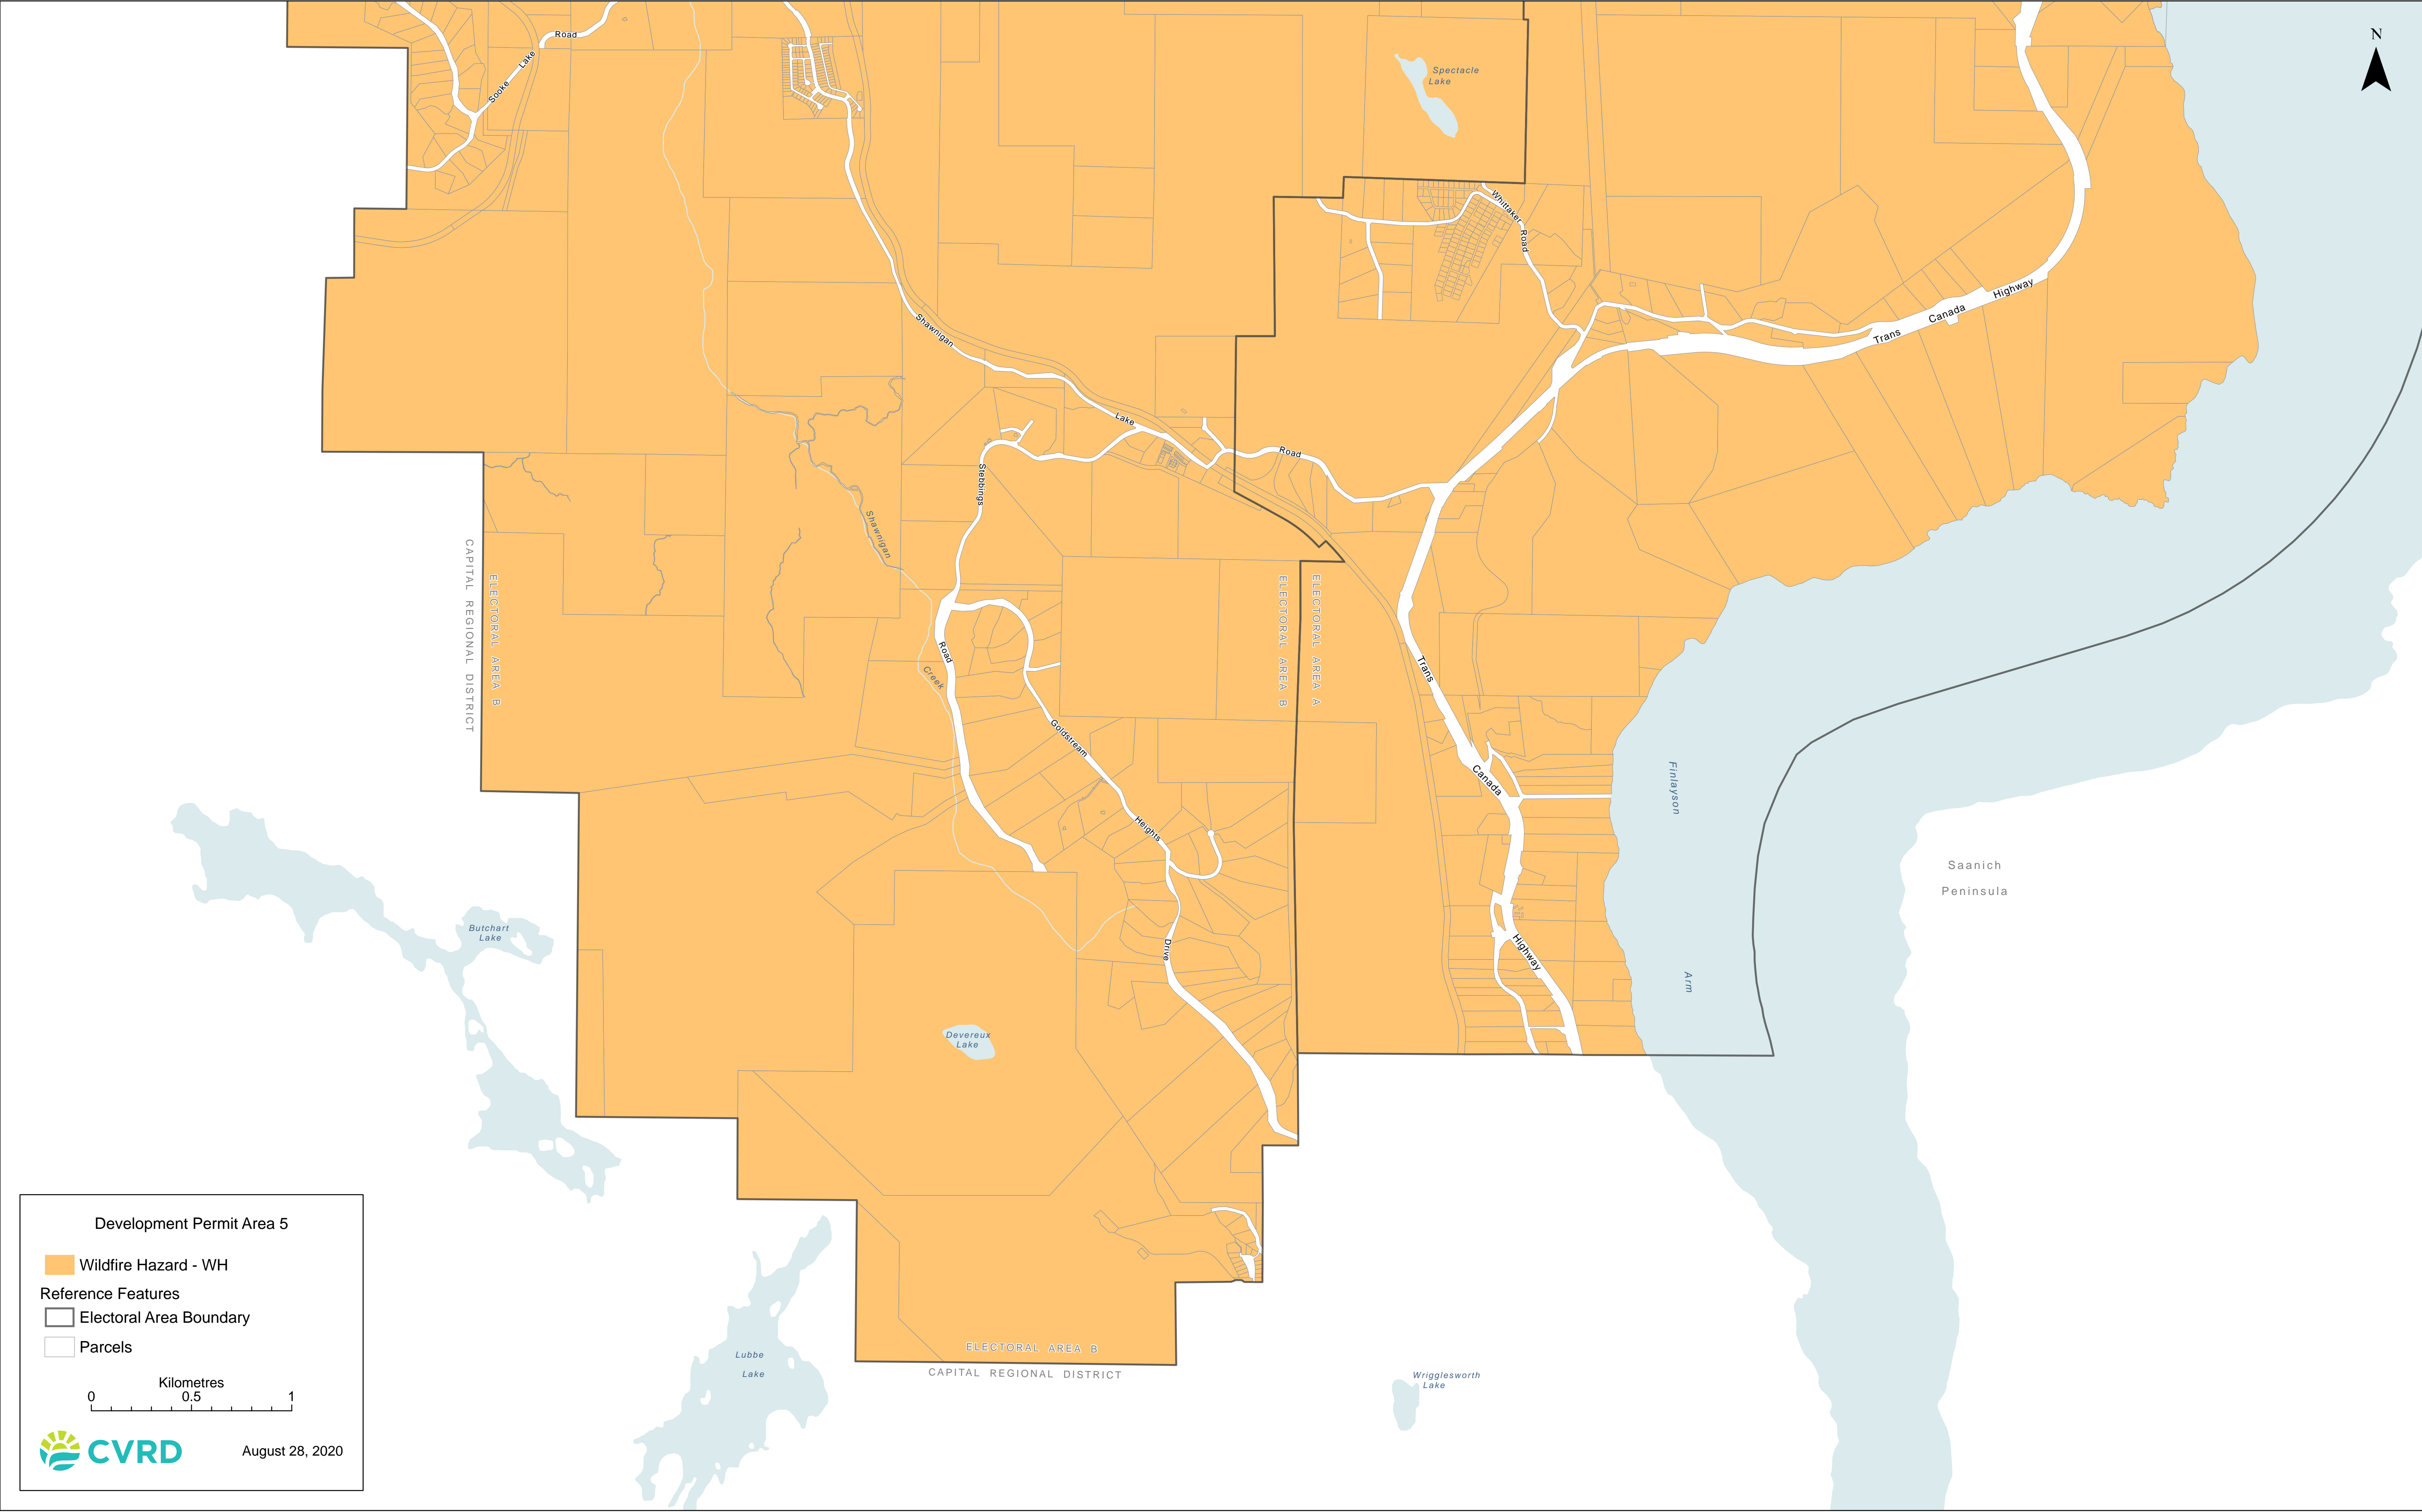 N
Road
Lake
Sooke
Spectacle
Lake
Whittaker
Road
Shawnigan
Lake
Road
Trans
Canada
Highway
Stebbings
Road
Shawnigan
Creek
CAPITAL REGIONAL DISTRICT
ELECTORAL AREA B
ELECTORAL AREA B
ELECTORAL AREA A
Trans
Canada
Highway
Goldstream
Heights
Drive
Finlayson
Arm
Saanich
Peninsula
Butchart
Lake
Devereux
Lake
Lubbe
Lake
Wrigglesworth
Lake
ELECTORAL AREA B
CAPITAL REGIONAL DISTRICT
Development Permit Area 5
Wildfire Hazard - WH
Reference Features
Electoral Area Boundary
Parcels
Kilometres
0 0.5 1
CVRD
August 28, 2020